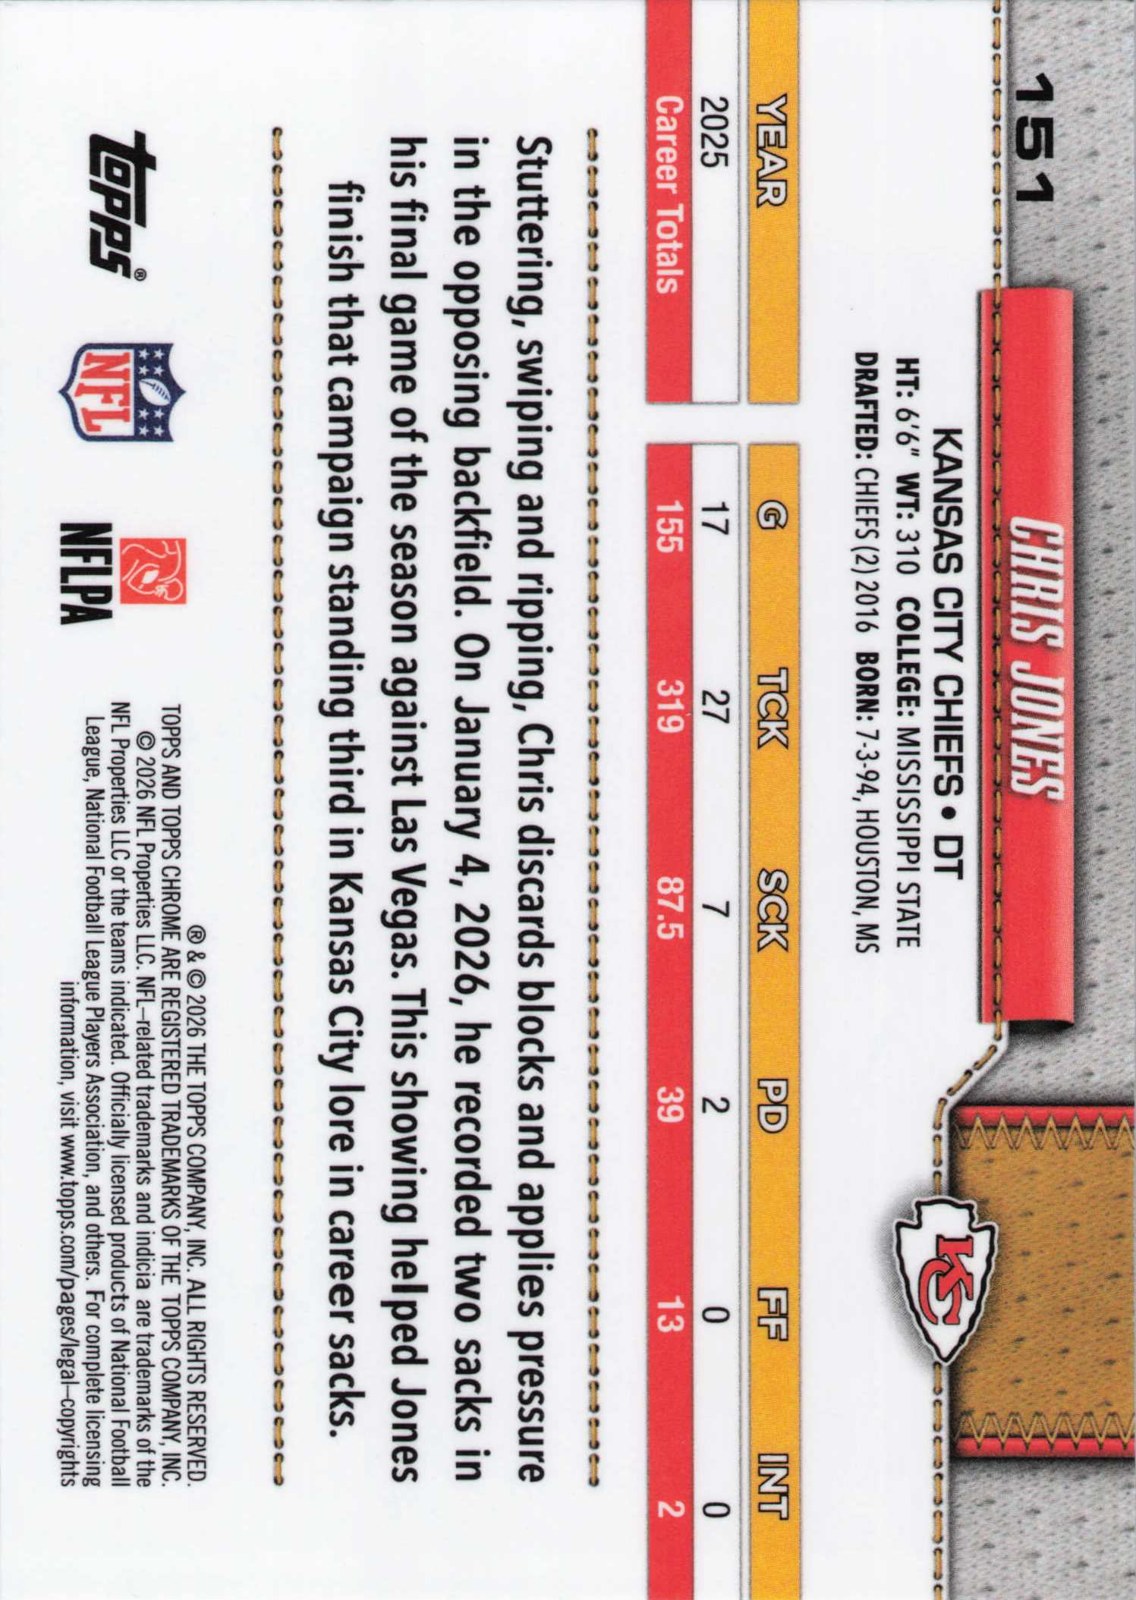 151
CHRIS JONES
KANSAS CITY CHIEFS • DT
HT: 6'6" WT: 310 COLLEGE: MISSISSIPPI STATE
DRAFTED: CHIEFS (2) 2016 BORN: 7-3-94, HOUSTON, MS
KC
YEAR G TCK SCK PD FF INT
2025 17 27 7 2 0 0
Career Totals 155 319 87.5 39 13 2
Stuttering, swiping and ripping, Chris discards blocks and applies pressure
in the opposing backfield. On January 4, 2026, he recorded two sacks in
his final game of the season against Las Vegas. This showing helped Jones
finish that campaign standing third in Kansas City lore in career sacks.
topps®
NFL
NFLPA
® & © 2026 THE TOPPS COMPANY, INC. ALL RIGHTS RESERVED.
TOPPS AND TOPPS CHROME ARE REGISTERED TRADEMARKS OF THE TOPPS COMPANY, INC.
© 2026 NFL Properties LLC. NFL–related trademarks and indicia are trademarks of the
NFL Properties LLC or the teams indicated. Officially licensed products of National Football
League, National Football League Players Association, and others. For complete licensing
information, visit www.topps.com/pages/legal–copyrights